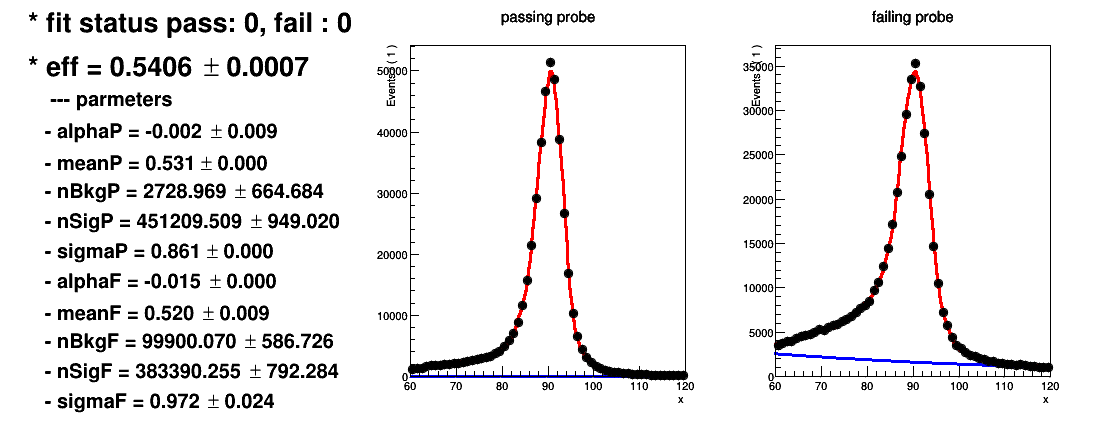 * fit status pass: 0, fail : 0
* eff = 0.5406 ± 0.0007
--- parmeters
- alphaP = -0.002 ± 0.009
- meanP = 0.531 ± 0.000
- nBkgP = 2728.969 ± 664.684
- nSigP = 451209.509 ± 949.020
- sigmaP = 0.861 ± 0.000
- alphaF = -0.015 ± 0.000
- meanF = 0.520 ± 0.009
- nBkgF = 99900.070 ± 586.726
- nSigF = 383390.255 ± 792.284
- sigmaF = 0.972 ± 0.024
passing probe
Events / ( 1 )
50000
40000
30000
20000
10000
0
60 70 80 90 100 110 120
x
failing probe
Events / ( 1 )
35000
30000
25000
20000
15000
10000
5000
0
60 70 80 90 100 110 120
x